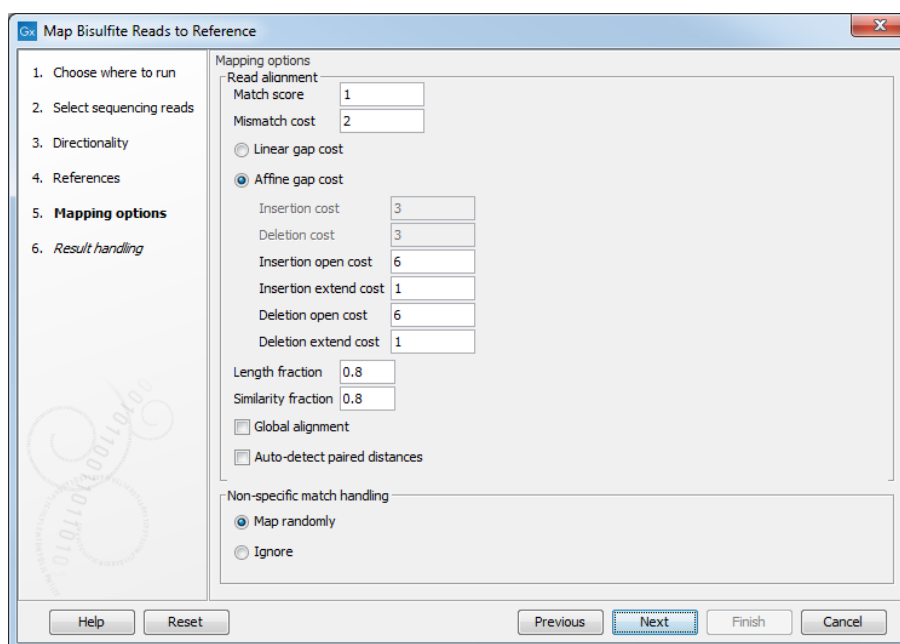 Gx Map Bisulfite Reads to Reference
1. Choose where to run
2. Select sequencing reads
3. Directionality
4. References
5. Mapping options
6. Result handling
Mapping options
Read alignment
Match score 1
Mismatch cost 2
Linear gap cost
Affine gap cost
Insertion cost 3
Deletion cost 3
Insertion open cost 6
Insertion extend cost 1
Deletion open cost 6
Deletion extend cost 1
Length fraction 0.8
Similarity fraction 0.8
Global alignment
Auto-detect paired distances
Non-specific match handling
Map randomly
Ignore
Help Reset Previous Next Finish Cancel